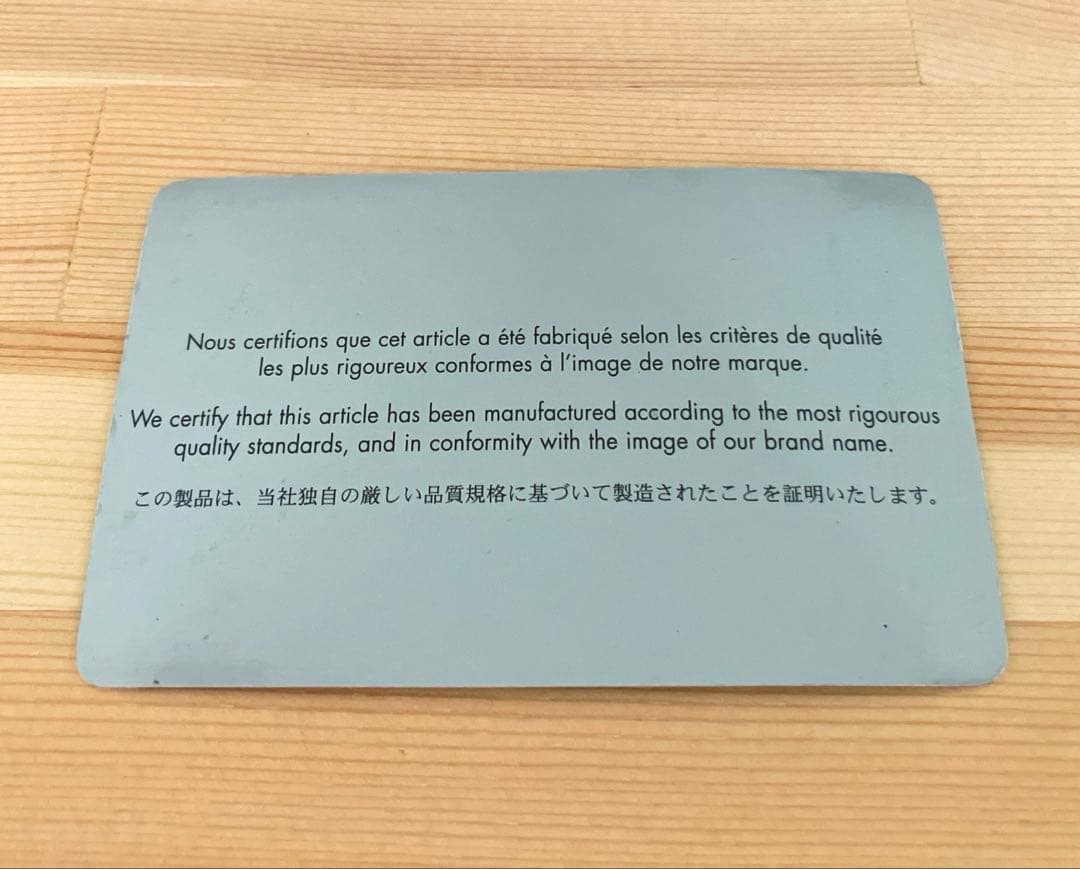 Nous certifions que cet article a été fabriqué selon les critères de qualité
les plus rigoureux conformes à l'image de notre marque.
We certify that this article has been manufactured according to the most rigourous
quality standards, and in conformity with the image of our brand name.
この製品は、当社独自の厳しい品質規格に基づいて製造されたことを証明いたします。